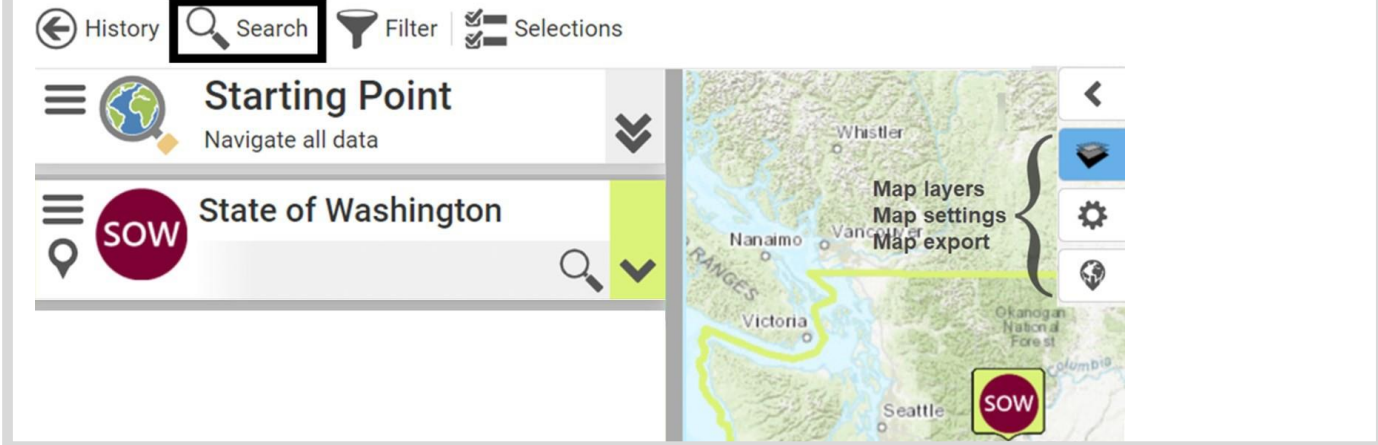 History Search Filter Selections
Starting Point
Navigate all data
SOW
State of Washington
Whistler
Map layers
Map settings
Map export
Nanaimo
Vancouver
RANGES
Victoria
Okanogan
National
Forest
Columbia
Seattle
SOW